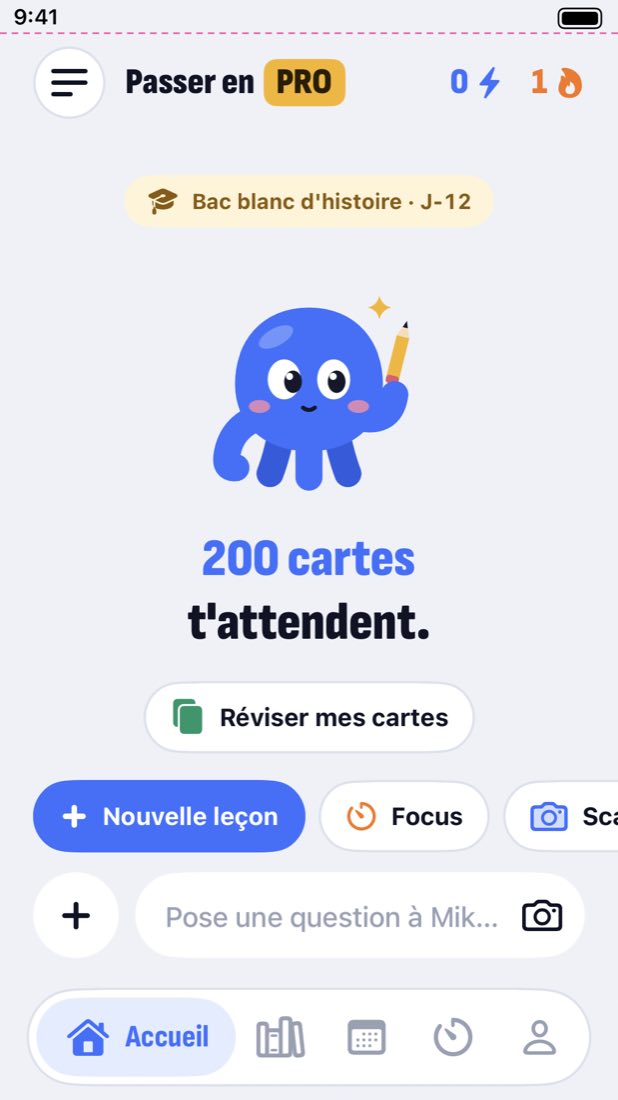 9:41
Passer en PRO
0
1
Bac blanc d'histoire · J-12
200 cartes
t'attendent.
Réviser mes cartes
Nouvelle leçon
Focus
Sca
Pose une question à Mik...
Accueil